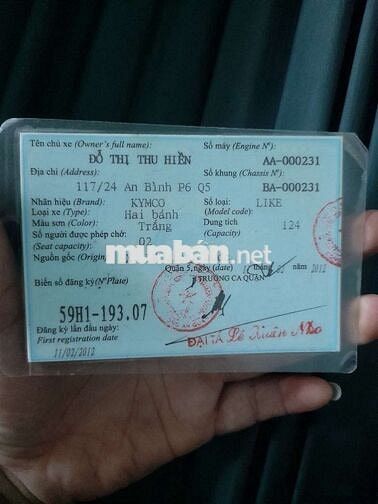 Tên chủ xe (Owner's full name): Số máy (Engine Nº):
ĐỖ THỊ THU HIỀN AA-000231
Địa chỉ (Address): Số khung (Chassis Nº):
117/24 An Bình P6 Q5 BA-000231
Nhãn hiệu (Brand): KYMCO Số loại: LIKE
Loại xe (Type): Hai bánh (Model code):
Màu sơn (Color): Trắng Dung tích 124
Số người được phép chở: 02 (Capacity)
(Seat capacity):
Nguồn gốc (Origin)
muaban.net
Quận 5, ngày (date) 02 2012
Biển số đăng ký (Nº Plate) TRƯỞNG CA QUẬN
59H1-193.07
Đăng ký lần đầu ngày:
First registration date
11/02/2012
ĐẠI TÁ Lê Xuân